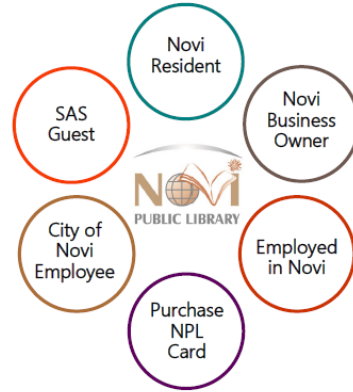 Novi
Resident
SAS
Guest
Novi
Business
Owner
NOVI
PUBLIC LIBRARY
City of
Novi
Employee
Employed
in Novi
Purchase
NPL
Card